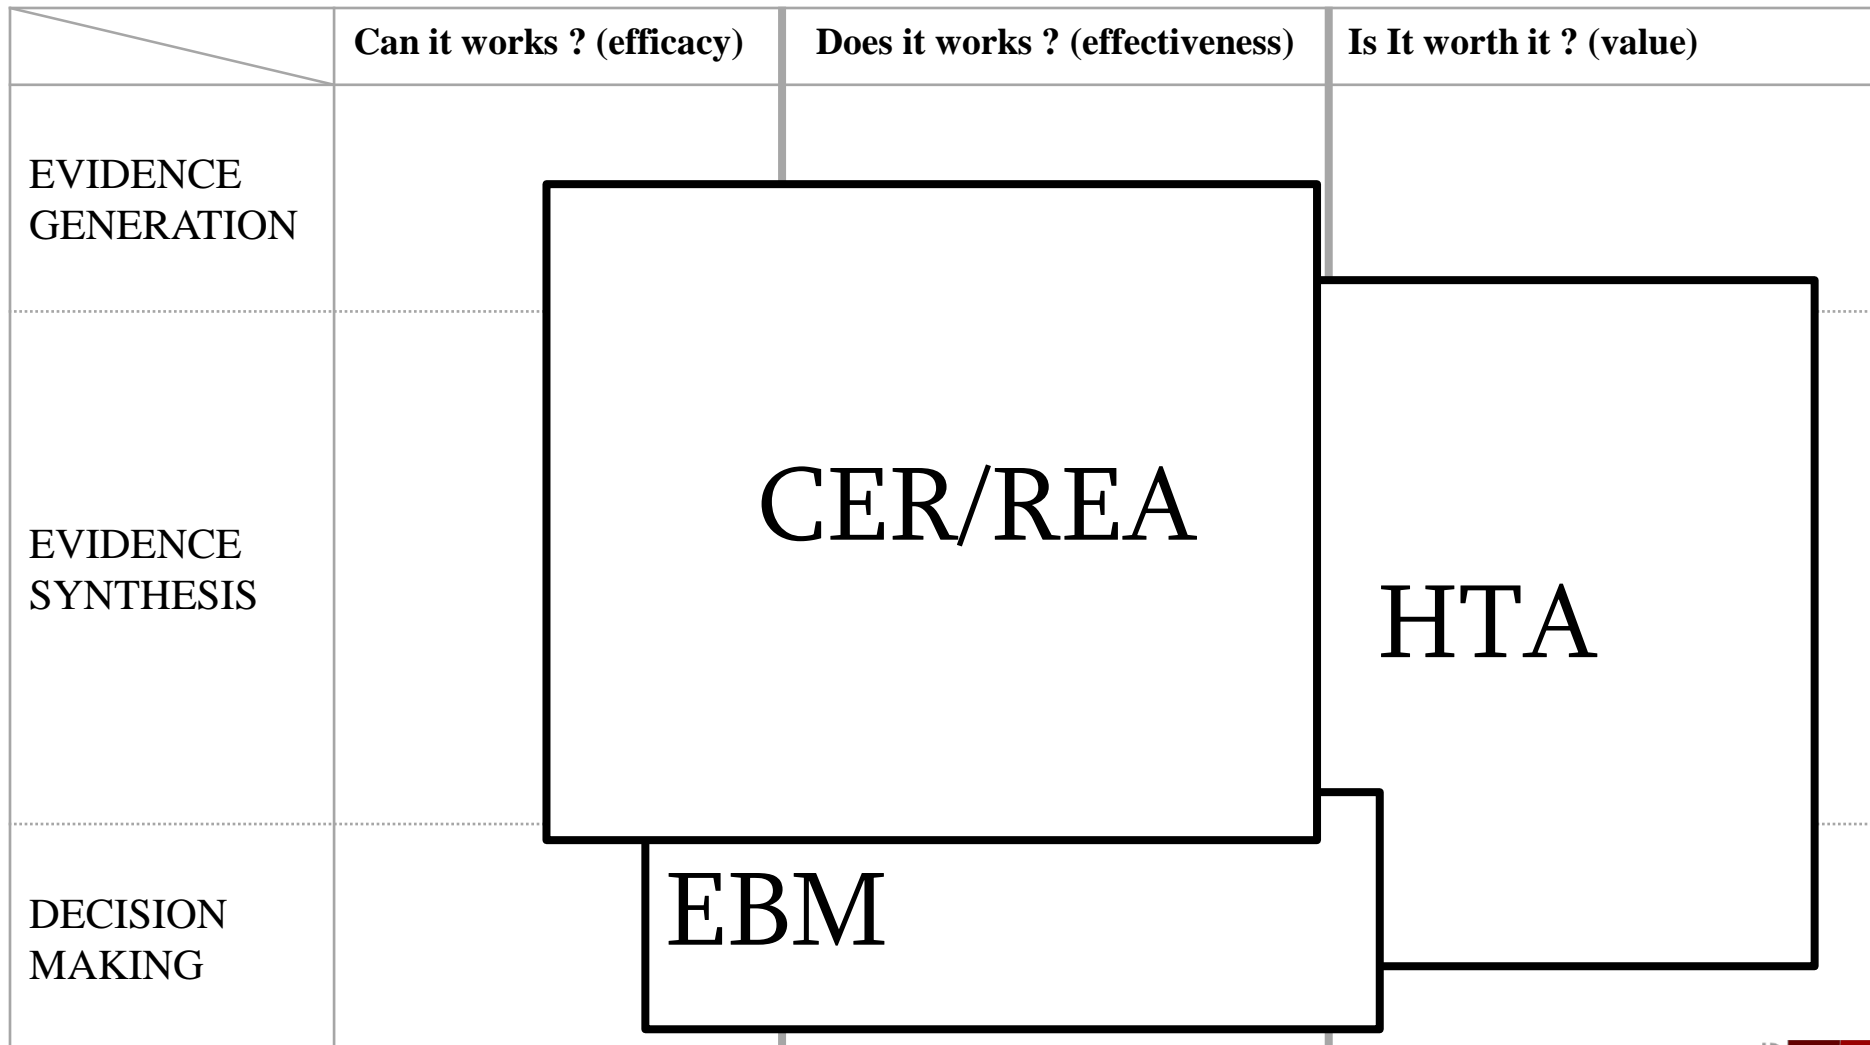 Can it works ? (efficacy)
Does it works ? (effectiveness)
Is It worth it ? (value)
EVIDENCE
GENERATION
EVIDENCE
SYNTHESIS
CER/REA
HTA
DECISION
MAKING
EBM